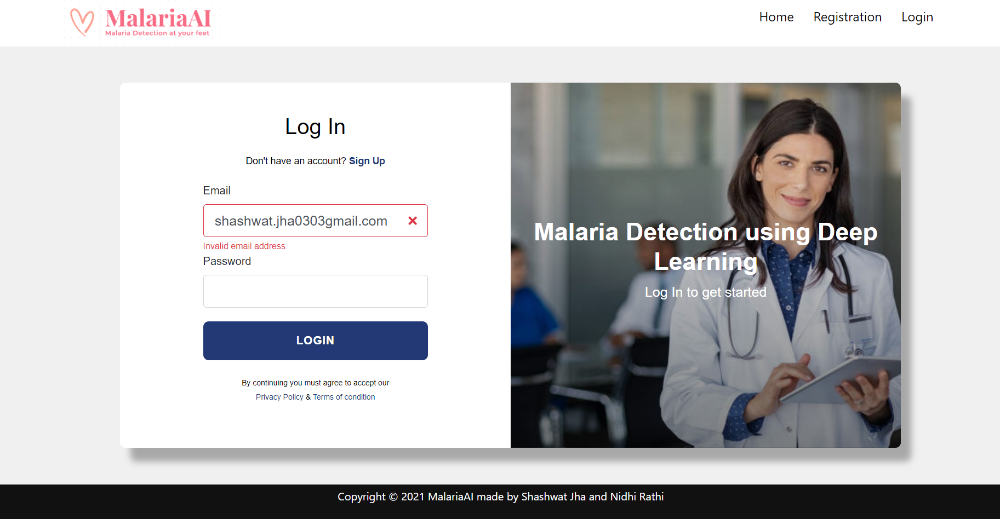 MalariaAI
Malaria Detection at your feet
Home Registration Login
Log In
Don't have an account? Sign Up
Email
shashwat.jha0303gmail.com
Invalid email address.
Password
LOGIN
By continuing you must agree to accept our
Privacy Policy & Terms of condition
Malaria Detection using Deep
Learning
Log In to get started
Copyright © 2021 MalariaAI made by Shashwat Jha and Nidhi Rathi